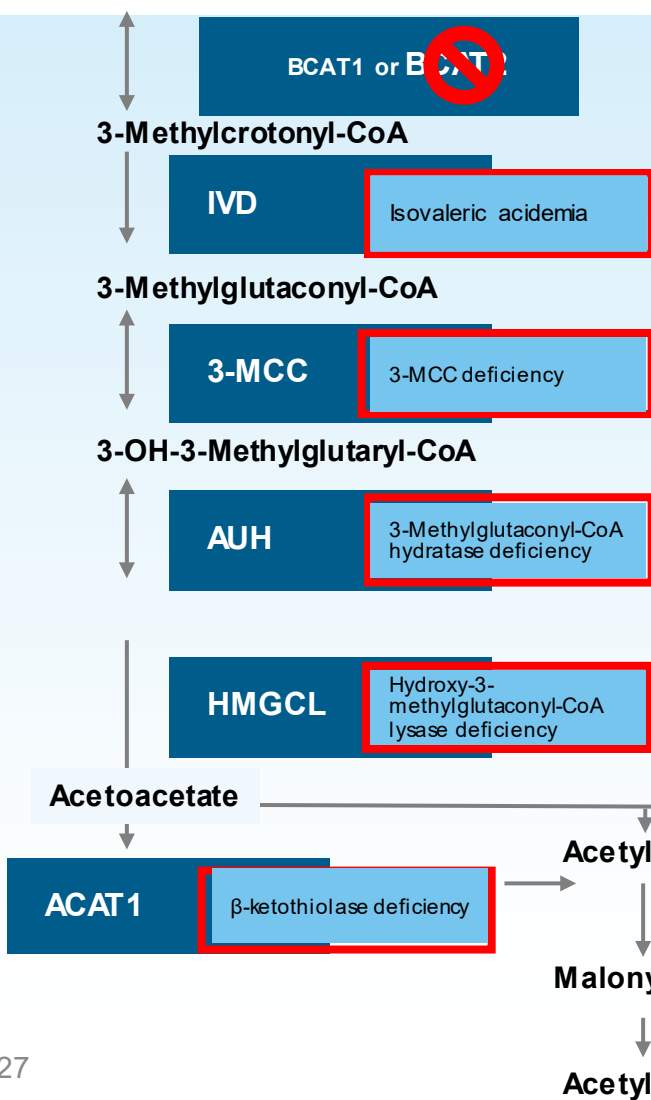 BCAT1 or BCAT2
3-Methylcrotonyl-CoA
IVD
Isovaleric acidemia
3-Methylglutaconyl-CoA
3-MCC
3-MCC deficiency
3-OH-3-Methylglutaryl-CoA
AUH
3-Methylglutaconyl-CoA
hydratase deficiency
HMGCL
Hydroxy-3-
methylglutaconyl-CoA
lysase deficiency
Acetoacetate
Acetyl
ACAT1
β-ketothiolase deficiency
Malony
27
Acetyl